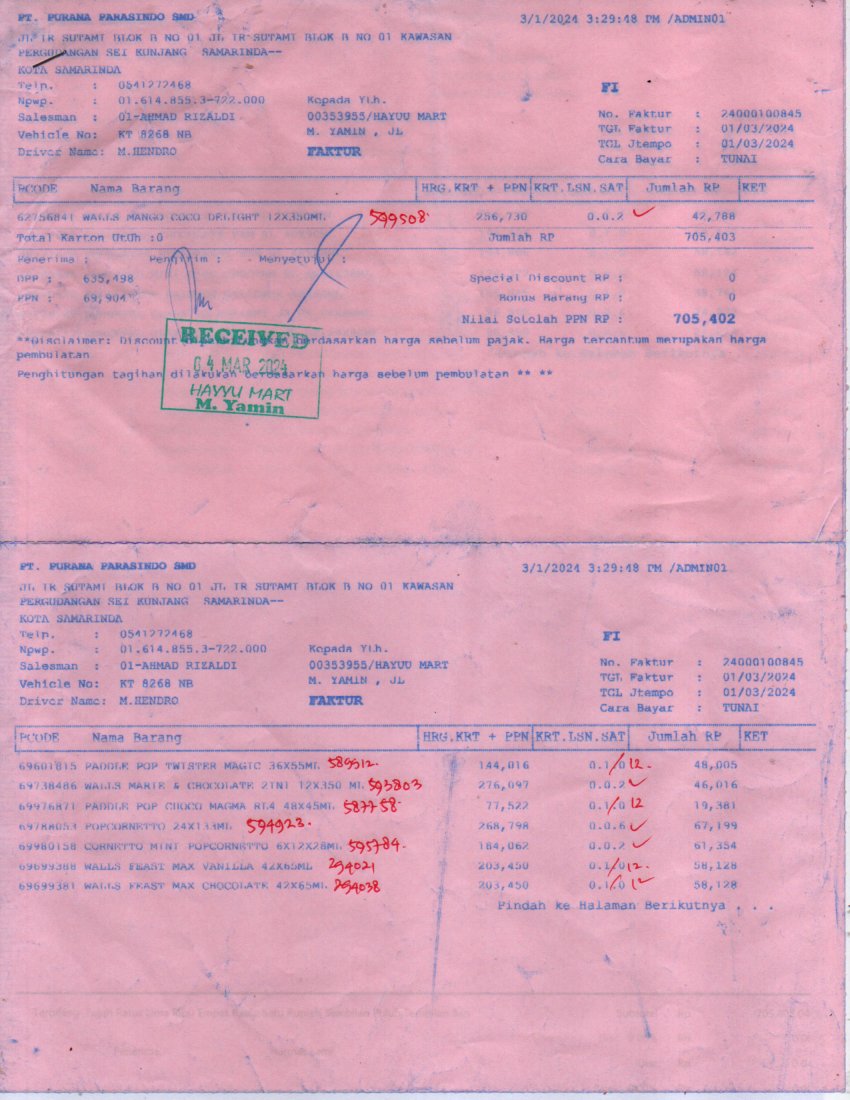 PT. PURANA PARASINDO SMD 3/1/2024 3:29:48 PM /ADMIN01
JL IR SUTAMI BLOK B NO 01 JL IR SUTAMI BLOK B NO 01 KAWASAN
PERGUDANGAN SEI KUNJANG SAMARINDA--
KOTA SAMARINDA
Telp. : 0541272468 FI
Npwp. : 01.614.855.3-722.000 Kepada Yth.
Salesman : 01-AHMAD RIZALDI 00353955/HAYUU MART No. Faktur : 24000100845
Vehicle No: KT 8268 NB M. YAMIN , JL TGL Faktur : 01/03/2024
Driver Name: M.HENDRO FAKTUR TGL Jtempo : 01/03/2024
Cara Bayar : TUNAI
PCODE Nama Barang HRG.KRT + PPN KRT.LSN.SAT Jumlah RP KET
62756841 WALLS MANGO COCO DELIGHT 12X350ML 599508. 256,730 0.0.2 ✓ 42,788
Total Karton Utuh :0 Jumlah RP 705,403
Penerima : Pengirim : Menyetujui :
DPP : 635,498 Special Discount RP : 0
PPN : 69,904 Bonus Barang RP : 0
Nilai Setelah PPN RP : 705,402
RECEIVED
**Disclaimer: Discount berdasarkan harga sebelum pajak. Harga tercantum merupakan harga
pembulatan
04 MAR 2024
Penghitungan tagihan dilakukan berdasarkan harga sebelum pembulatan ** **
HAYYU MART
M. Yamin
PT. PURANA PARASINDO SMD 3/1/2024 3:29:48 PM /ADMIN01
JL IR SUTAMI BLOK B NO 01 JL IR SUTAMI BLOK B NO 01 KAWASAN
PERGUDANGAN SEI KUNJANG SAMARINDA--
KOTA SAMARINDA
Telp. : 0541272468 FI
Npwp. : 01.614.855.3-722.000 Kepada Yth.
Salesman : 01-AHMAD RIZALDI 00353955/HAYUU MART No. Faktur : 24000100845
Vehicle No: KT 8268 NB M. YAMIN , JL TGL Faktur : 01/03/2024
Driver Name: M.HENDRO FAKTUR TGL Jtempo : 01/03/2024
Cara Bayar : TUNAI
PCODE Nama Barang HRG.KRT + PPN KRT.LSN.SAT Jumlah RP KET
69601815 PADDLE POP TWISTER MAGIC 36X55ML 589912. 144,016 0.1.0 12. 48,005
69738486 WALLS MARIE & CHOCOLATE 2IN1 12X350 ML 593803 276,097 0.0.2 ✓ 46,016
69976871 PADDLE POP CHOCO MAGMA RL4 48X45ML 587758. 77,522 0.1.0 12 19,381
69788053 POPCORNETTO 24X133ML 594923. 268,798 0.0.6 ✓ 67,199
69980158 CORNETTO MINI POPCORNETTO 6X12X28ML 595784. 184,062 0.0.2 ✓ 61,354
69699388 WALLS FEAST MAX VANILLA 42X65ML 294021 203,450 0.1.0 12. 58,128
69699381 WALLS FEAST MAX CHOCOLATE 42X65ML 294038 203,450 0.1.0 12 58,128
Pindah ke Halaman Berikutnya . . .